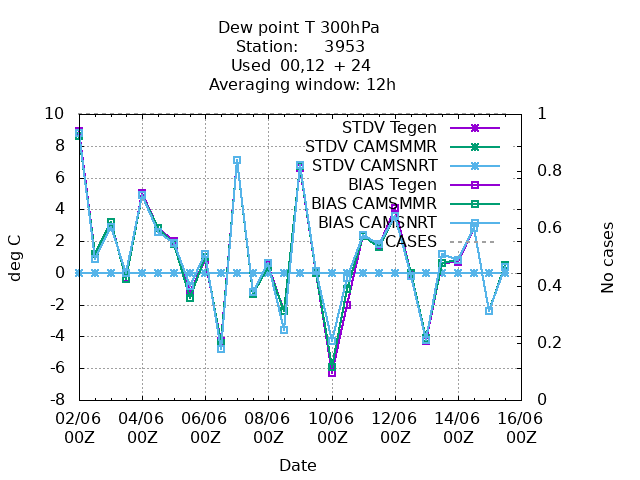 Dew point T 300hPa
Station: 3953
Used 00,12 + 24
Averaging window: 12h
10
8
6
4
2
0
-2
-4
-6
-8
deg C
1
0.8
0.6
0.4
0.2
0
No cases
STDV Tegen
STDV CAMSMMR
STDV CAMSNRT
BIAS Tegen
BIAS CAMSMMR
BIAS CAMSNRT
CASES
02/06 04/06 06/06 08/06 10/06 12/06 14/06 16/06
00Z 00Z 00Z 00Z 00Z 00Z 00Z 00Z
Date